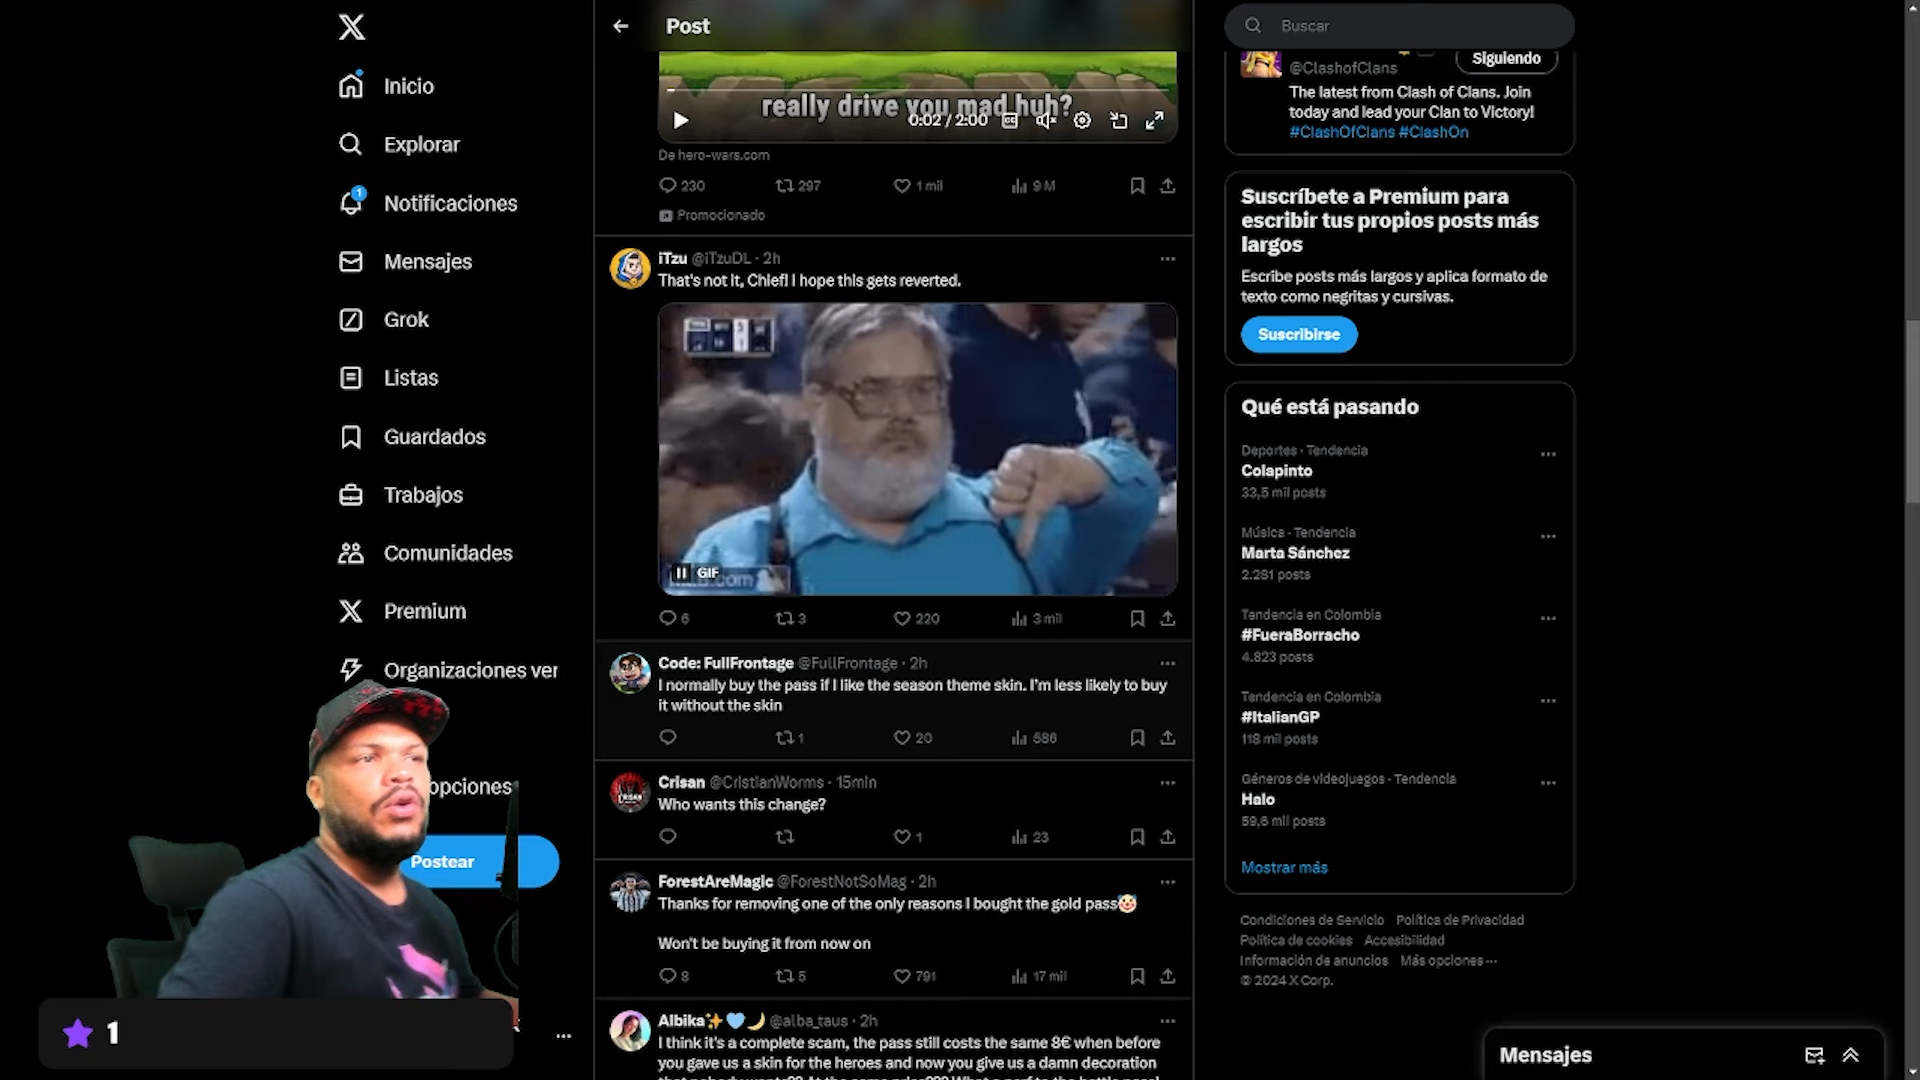 Inicio
Explorar
1
Notificaciones
Mensajes
Grok
Listas
Guardados
Trabajos
Comunidades
Premium
Organizaciones ver
opciones
Postear
1
Post
really drive you mad huh?
0:02 / 2:00
De hero-wars.com
230 297 1 mil 9 M
Promocionado
iTzu @iTzuDL · 2h
That's not it, Chief! I hope this gets reverted.
GIF
6 3 220 3 mil
Code: FullFrontage @FullFrontage · 2h
I normally buy the pass if I like the season theme skin. I'm less likely to buy
it without the skin
1 20 586
Crisan @CristianWorms · 15min
Who wants this change?
1 23
ForestAreMagic @ForestNotSoMag · 2h
Thanks for removing one of the only reasons I bought the gold pass🤡
Won't be buying it from now on
8 5 791 17 mil
Albika✨🩵🌙 @alba_taus · 2h
I think it's a complete scam, the pass still costs the same 8€ when before
you gave us a skin for the heroes and now you give us a damn decoration
Buscar
@ClashofClans
Siguiendo
The latest from Clash of Clans. Join
today and lead your Clan to Victory!
#ClashOfClans #ClashOn
Suscríbete a Premium para
escribir tus propios posts más
largos
Escribe posts más largos y aplica formato de
texto como negritas y cursivas.
Suscribirse
Qué está pasando
Deportes · Tendencia
Colapinto
33,5 mil posts
Música · Tendencia
Marta Sánchez
2.281 posts
Tendencia en Colombia
#FueraBorracho
4.823 posts
Tendencia en Colombia
#ItalianGP
118 mil posts
Géneros de videojuegos · Tendencia
Halo
59,6 mil posts
Mostrar más
Condiciones de Servicio Política de Privacidad
Política de cookies Accesibilidad
Información de anuncios Más opciones ···
© 2024 X Corp.
Mensajes